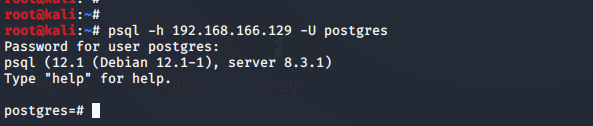 root@kali:~#
root@kali:~#
root@kali:~# psql -h 192.168.166.129 -U postgres
Password for user postgres:
psql (12.1 (Debian 12.1-1), server 8.3.1)
Type "help" for help.
postgres=#